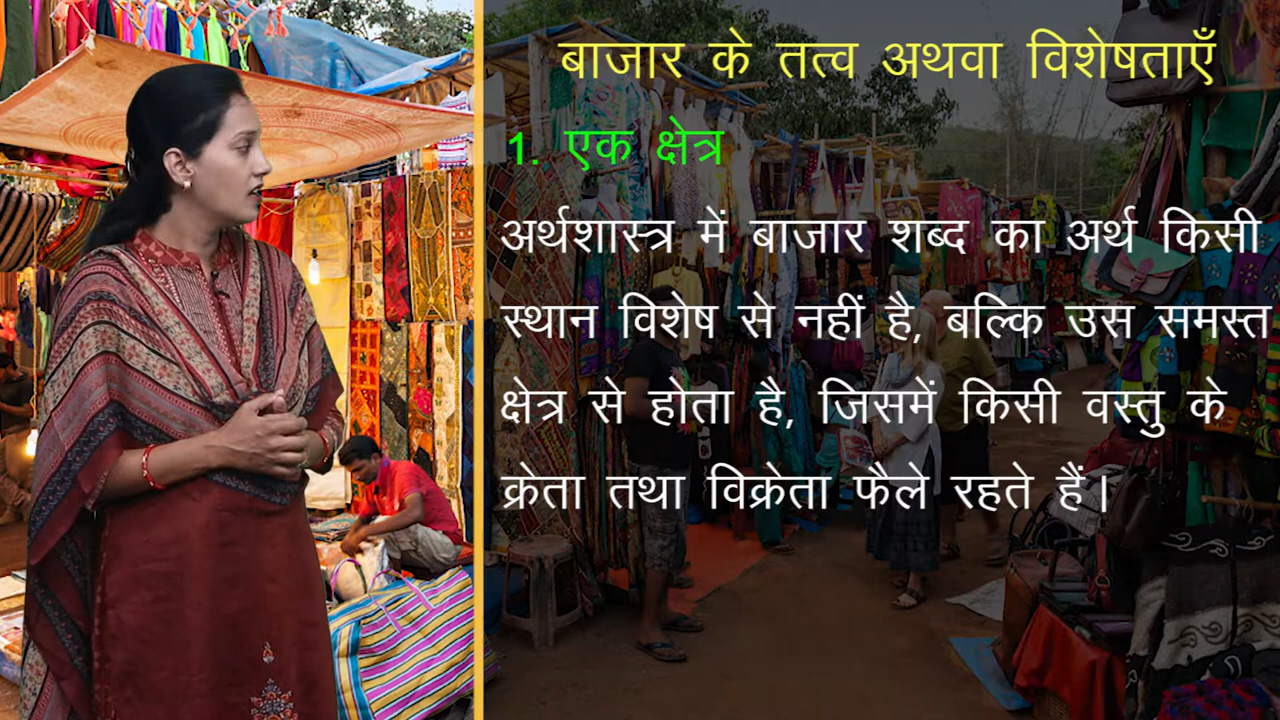 बाजार के तत्व अथवा विशेषताएँ
1. एक क्षेत्र
अर्थशास्त्र में बाजार शब्द का अर्थ किसी
स्थान विशेष से नहीं है, बल्कि उस समस्त
क्षेत्र से होता है, जिसमें किसी वस्तु के
क्रेता तथा विक्रेता फैले रहते हैं।